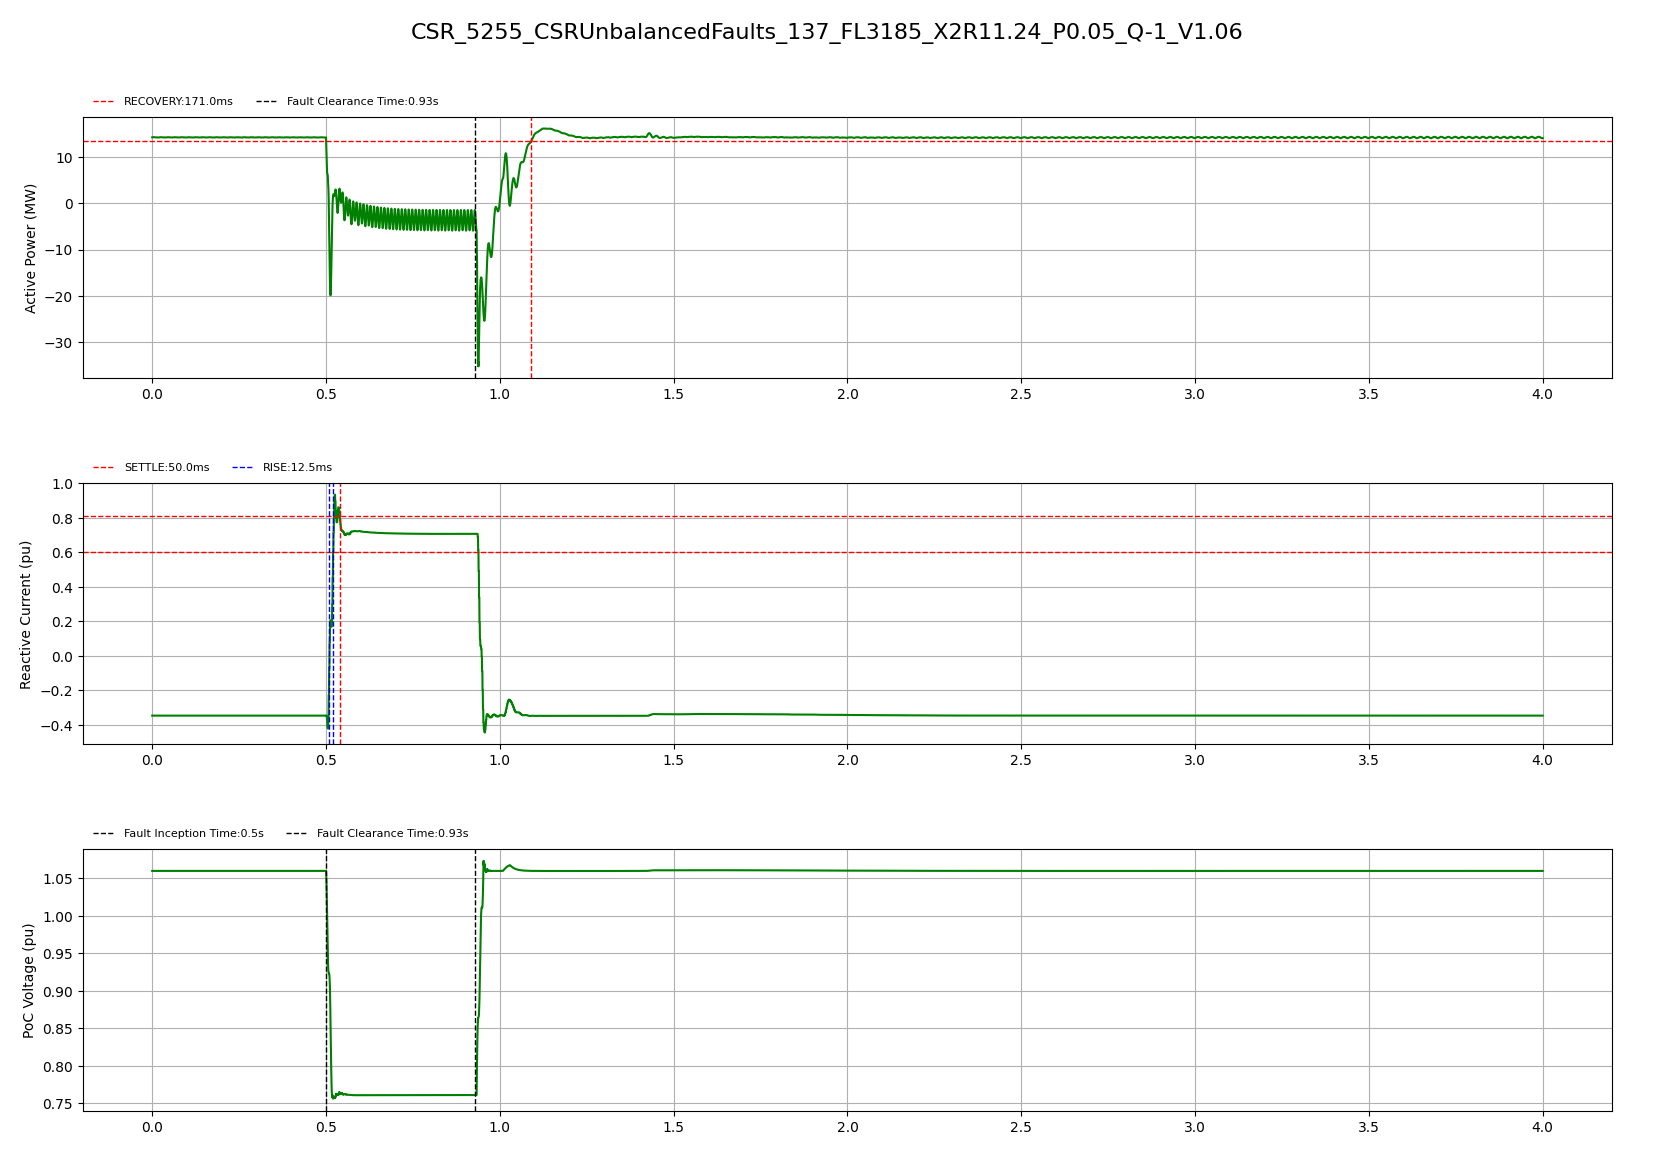 CSR_5255_CSRUnbalancedFaults_137_FL3185_X2R11.24_P0.05_Q-1_V1.06
RECOVERY:171.0ms Fault Clearance Time:0.93s
Active Power (MW)
10
0
−10
−20
−30
0.0 0.5 1.0 1.5 2.0 2.5 3.0 3.5 4.0
SETTLE:50.0ms RISE:12.5ms
Reactive Current (pu)
1.0
0.8
0.6
0.4
0.2
0.0
−0.2
−0.4
0.0 0.5 1.0 1.5 2.0 2.5 3.0 3.5 4.0
Fault Inception Time:0.5s Fault Clearance Time:0.93s
PoC Voltage (pu)
1.05
1.00
0.95
0.90
0.85
0.80
0.75
0.0 0.5 1.0 1.5 2.0 2.5 3.0 3.5 4.0